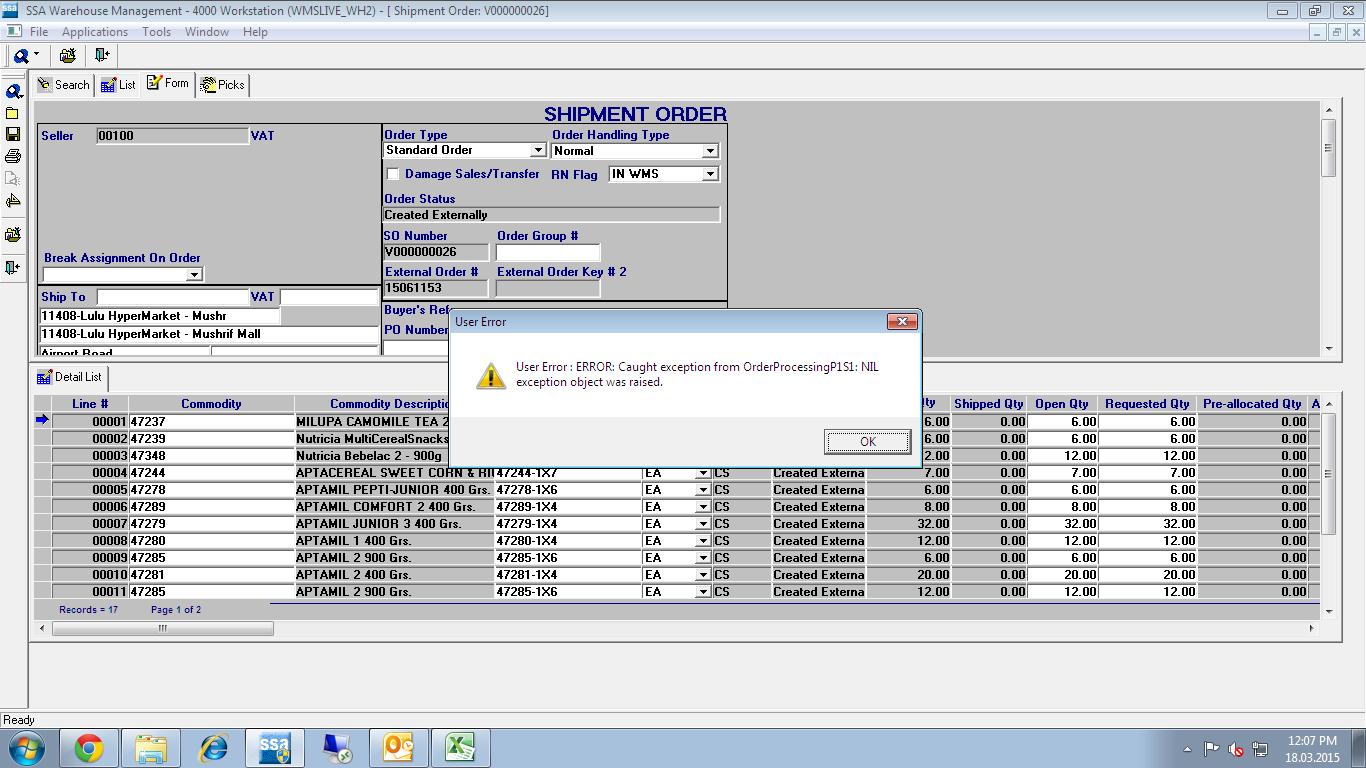 SSA Warehouse Management - 4000 Workstation (WMSLIVE_WH2) - [ Shipment Order: V000000026]
File Applications Tools Window Help
Search List Form Picks
SHIPMENT ORDER
Seller 00100 VAT
Order Type Order Handling Type
Standard Order Normal
Damage Sales/Transfer RN Flag IN WMS
Order Status
Created Externally
SO Number Order Group #
V000000026
Break Assignment On Order
External Order # External Order Key # 2
15061153
Ship To VAT
11408-Lulu HyperMarket - Mushr
Buyer's Ref
11408-Lulu HyperMarket - Mushrif Mall
PO Number
Airport Road
User Error
User Error : ERROR: Caught exception from OrderProcessingP1S1: NIL
exception object was raised.
OK
Detail List
Line # Commodity Commodity Descriptio ty Shipped Qty Open Qty Requested Qty Pre-allocated Qty A
00001 47237 MILUPA CAMOMILE TEA 2 6.00 0.00 6.00 6.00 0.00
00002 47239 Nutricia MultiCerealSnacks 6.00 0.00 6.00 6.00 0.00
00003 47348 Nutricia Bebelac 2 - 900g 12.00 0.00 12.00 12.00 0.00
00004 47244 APTACEREAL SWEET CORN & RI 47244-1X7 EA CS Created Externa 7.00 0.00 7.00 7.00 0.00
00005 47278 APTAMIL PEPTI-JUNIOR 400 Grs. 47278-1X6 EA CS Created Externa 6.00 0.00 6.00 6.00 0.00
00006 47289 APTAMIL COMFORT 2 400 Grs. 47289-1X4 EA CS Created Externa 8.00 0.00 8.00 8.00 0.00
00007 47279 APTAMIL JUNIOR 3 400 Grs. 47279-1X4 EA CS Created Externa 32.00 0.00 32.00 32.00 0.00
00008 47280 APTAMIL 1 400 Grs. 47280-1X4 EA CS Created Externa 12.00 0.00 12.00 12.00 0.00
00009 47285 APTAMIL 2 900 Grs. 47285-1X6 EA CS Created Externa 6.00 0.00 6.00 6.00 0.00
00010 47281 APTAMIL 2 400 Grs. 47281-1X4 EA CS Created Externa 20.00 0.00 20.00 20.00 0.00
00011 47285 APTAMIL 2 900 Grs. 47285-1X6 EA CS Created Externa 12.00 0.00 12.00 12.00 0.00
Records = 17 Page 1 of 2
Ready
ssa
12:07 PM
18.03.2015